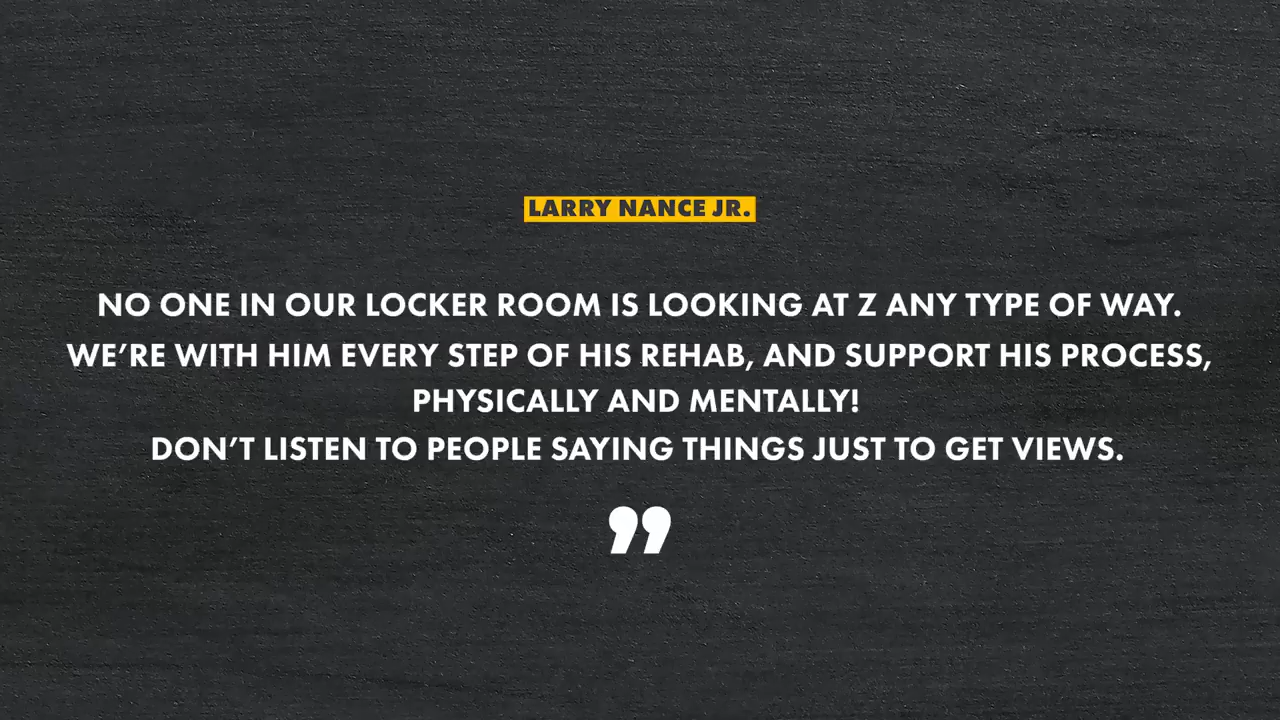 LARRY NANCE JR.
NO ONE IN OUR LOCKER ROOM IS LOOKING AT Z ANY TYPE OF WAY.
WE’RE WITH HIM EVERY STEP OF HIS REHAB, AND SUPPORT HIS PROCESS,
PHYSICALLY AND MENTALLY!
DON’T LISTEN TO PEOPLE SAYING THINGS JUST TO GET VIEWS.
”